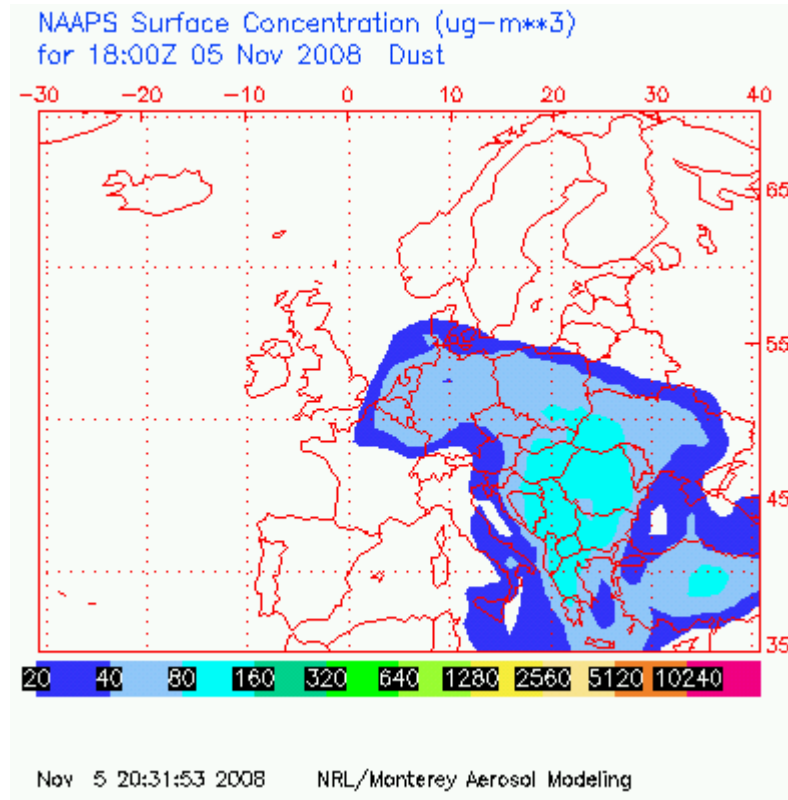 NAAPS Surface Concentration (ug-m**3)
for 18:00Z 05 Nov 2008 Dust
-30 -20 -10 0 10 20 30 40
65
55
45
35
20 40 80 160 320 640 1280 2560 5120 10240
Nov 5 20:31:53 2008 NRL/Monterey Aerosol Modeling